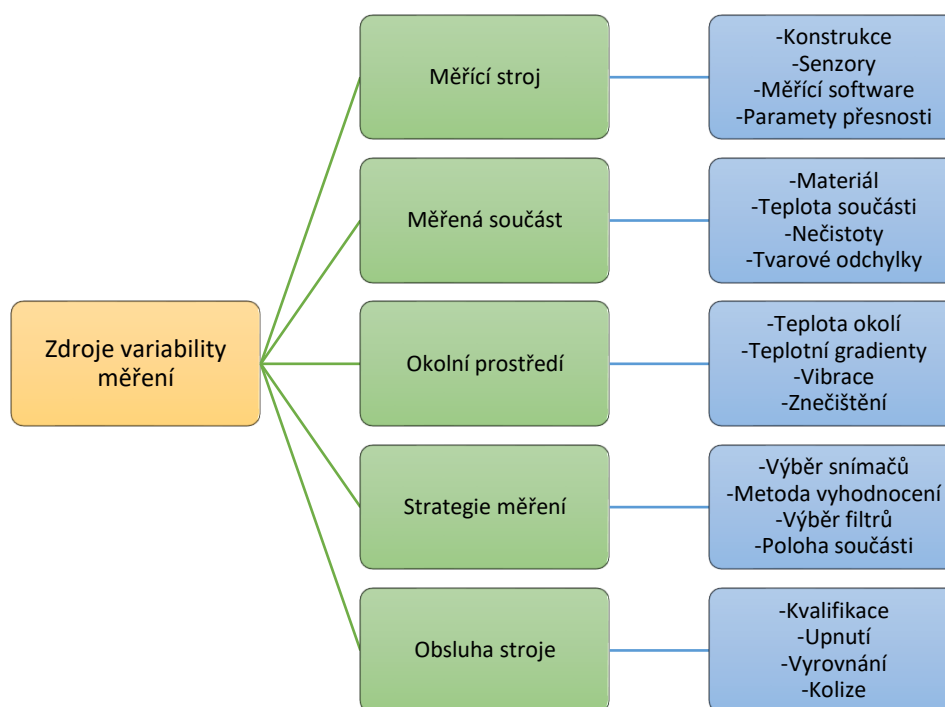 Zdroje variability
měření
Měřící stroj
-Konstrukce
-Senzory
-Měřící software
-Paramety přesnosti
Měřená součást
-Materiál
-Teplota součásti
-Nečistoty
-Tvarové odchylky
Okolní prostředí
-Teplota okolí
-Teplotní gradienty
-Vibrace
-Znečištění
Strategie měření
-Výběr snímačů
-Metoda vyhodnocení
-Výběr filtrů
-Poloha součásti
Obsluha stroje
-Kvalifikace
-Upnutí
-Vyrovnání
-Kolize